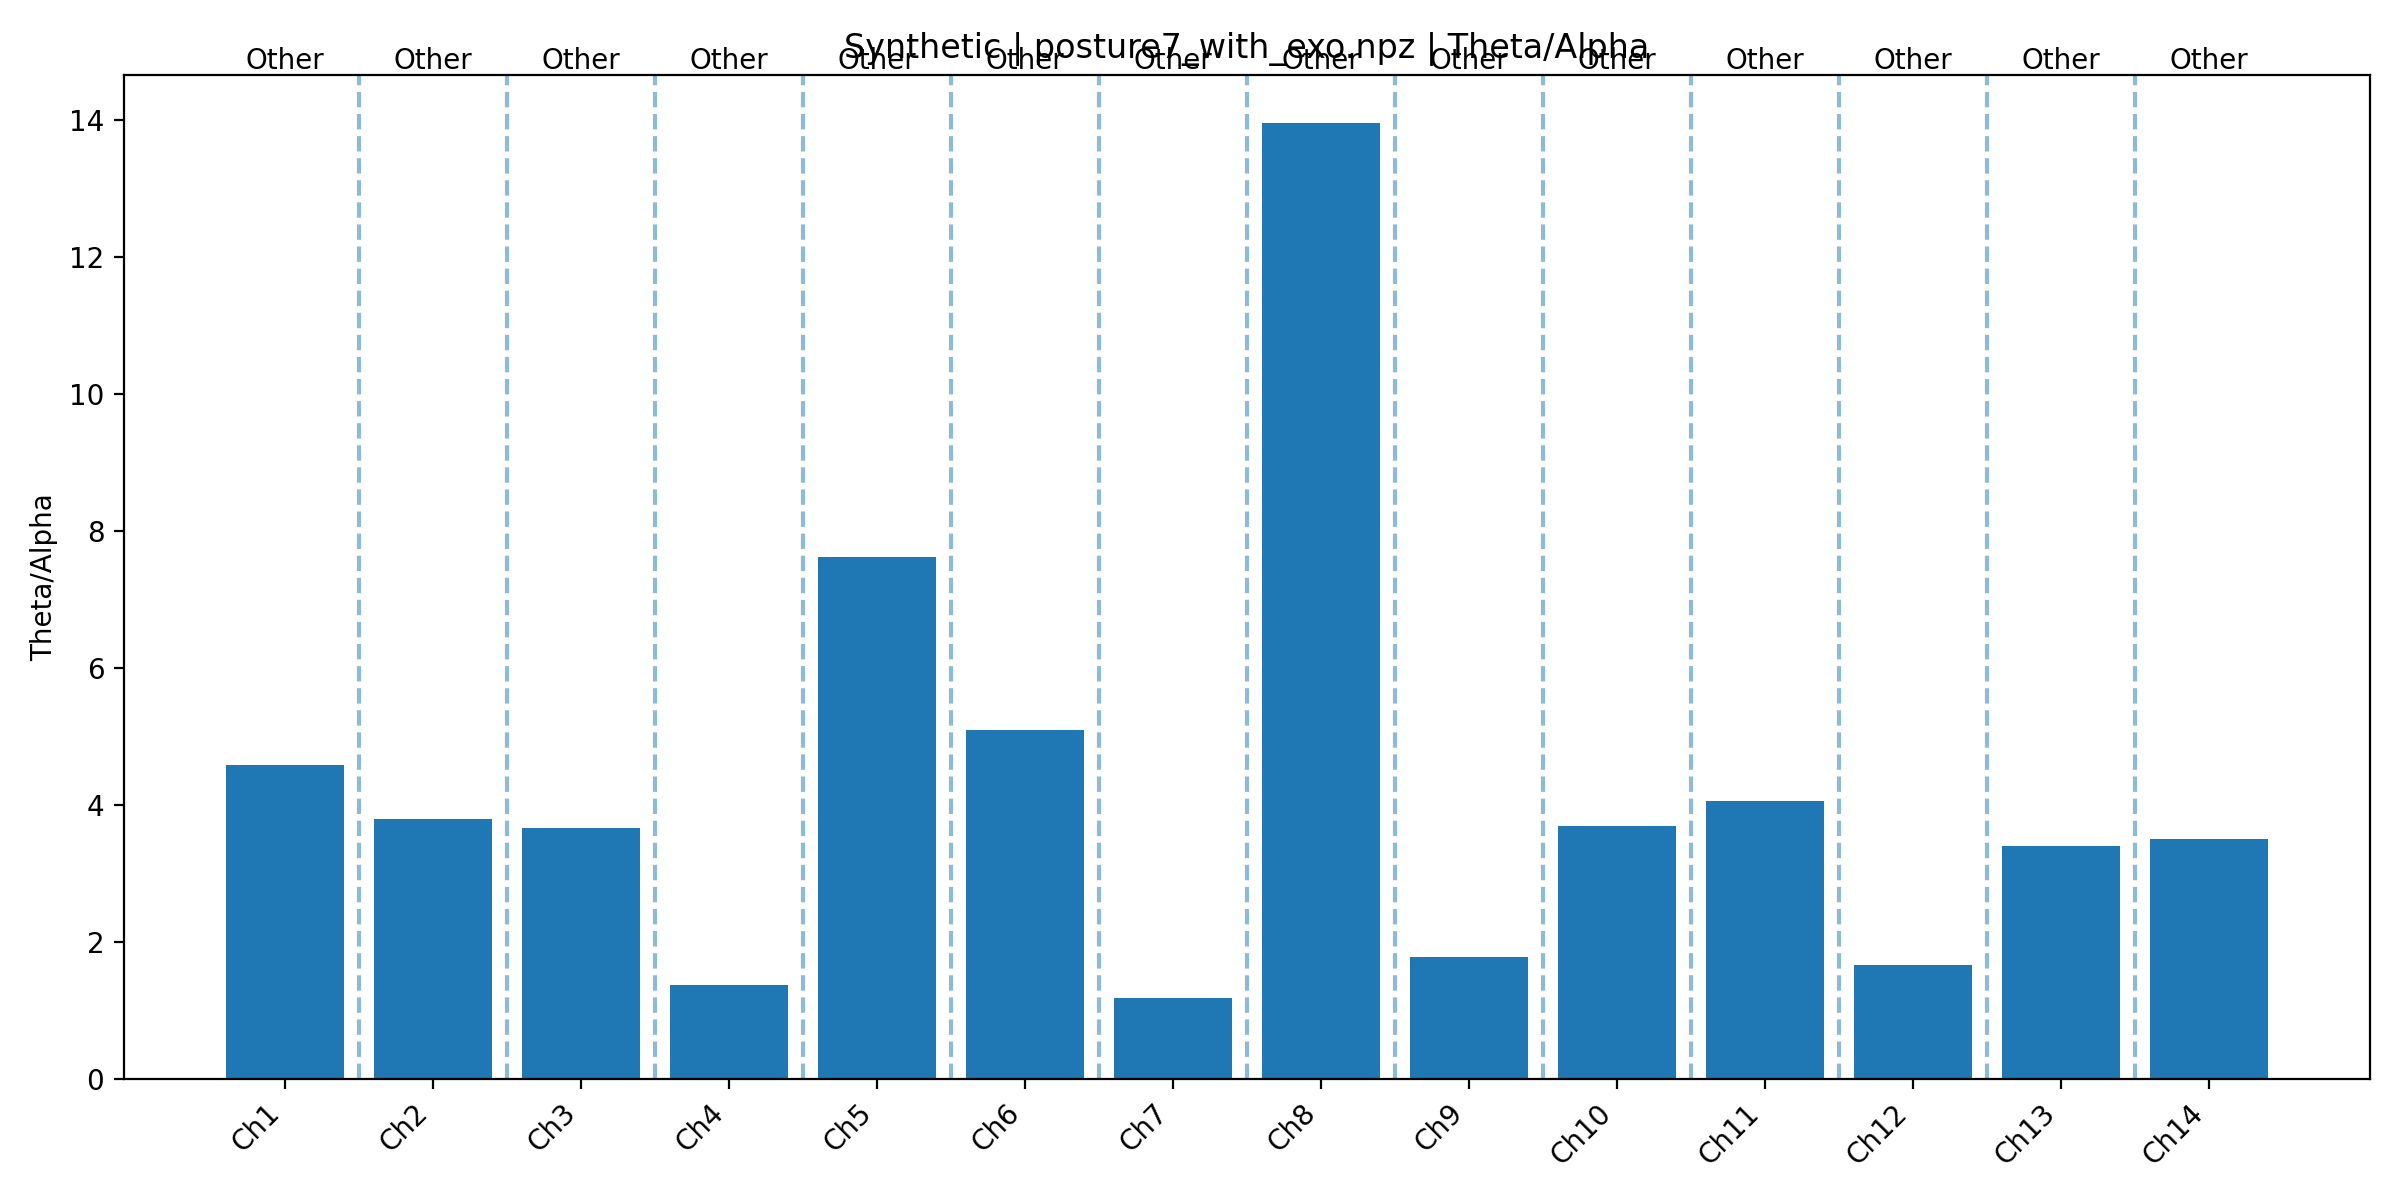 Synthetic | posture7_with_exo.npz | Theta/Alpha
Other Other Other Other Other Other Other Other Other Other Other Other Other Other
14
12
10
8
6
4
2
0
Theta/Alpha
Ch1 Ch2 Ch3 Ch4 Ch5 Ch6 Ch7 Ch8 Ch9 Ch10 Ch11 Ch12 Ch13 Ch14